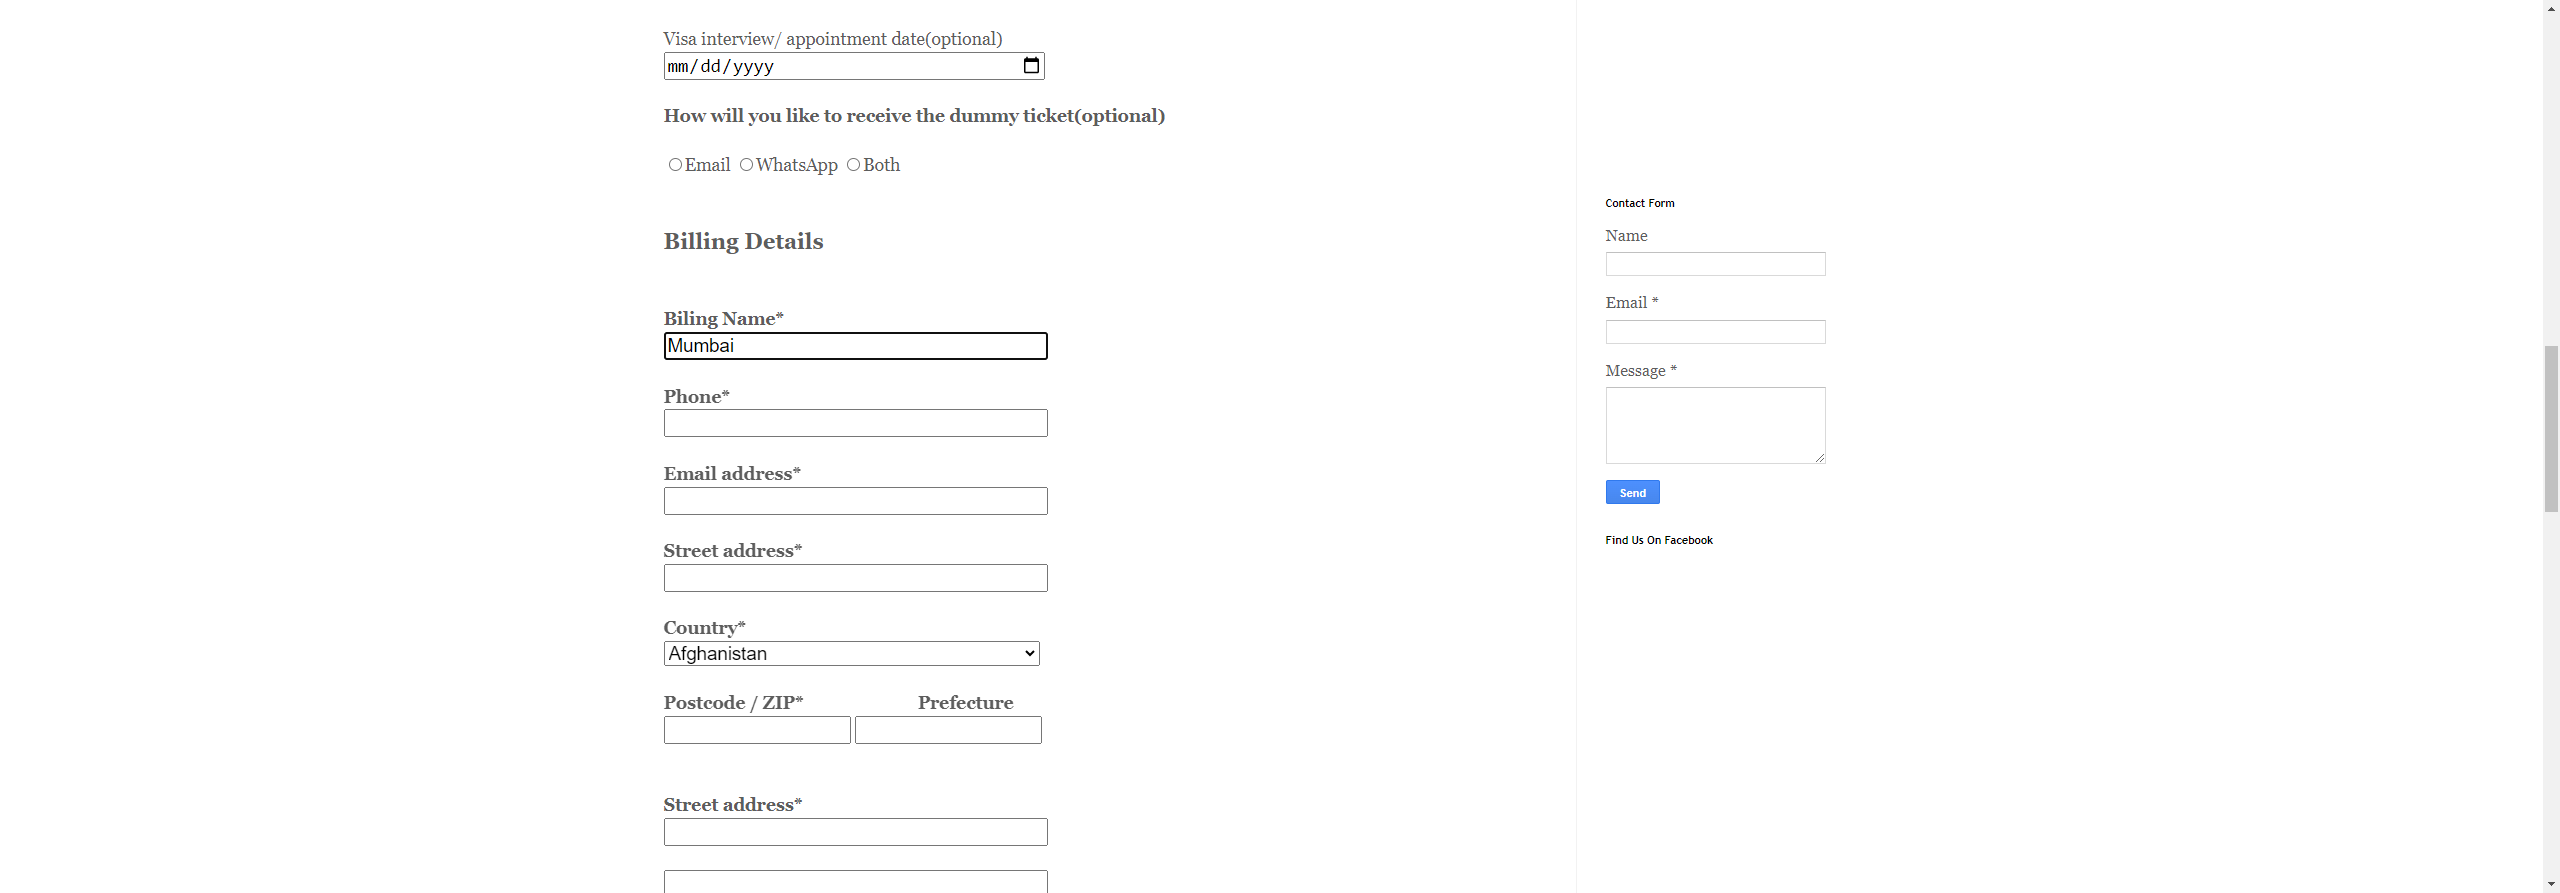 Visa interview/ appointment date(optional)
mm/dd/yyyy
How will you like to receive the dummy ticket(optional)
Email WhatsApp Both
Billing Details
Biling Name*
Mumbai
Phone*
Email address*
Street address*
Country*
Afghanistan
Postcode / ZIP* Prefecture
Street address*
Contact Form
Name
Email *
Message *
Send
Find Us On Facebook